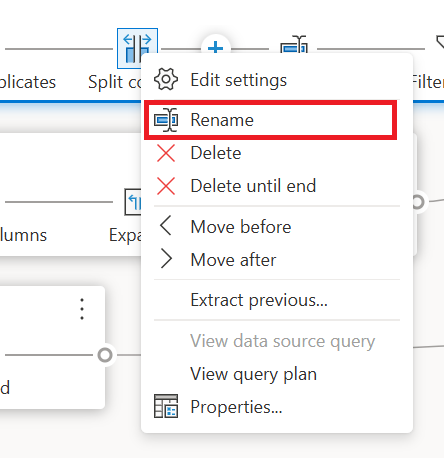 plicates
Split co
Filter
Edit settings
Rename
Delete
Delete until end
lumns
Expa
Move before
Move after
Extract previous...
View data source query
View query plan
d
Properties...